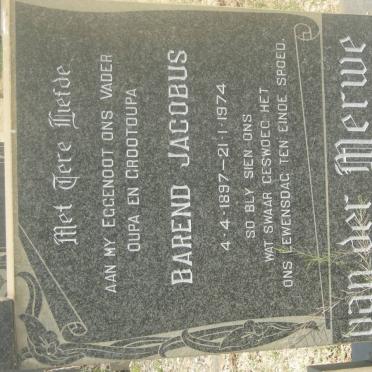 Met Tere Liefde
AAN MY EGGENOOT ONS VADER
OUPA EN GROOTOUPA
BAREND JACOBUS
4·4·1897–21·1·1974
SO BLY SIEN ONS
WAT SWAAR GESWOEG HET
ONS LEWENSDAG TEN EINDE SPOED.
van der Merwe